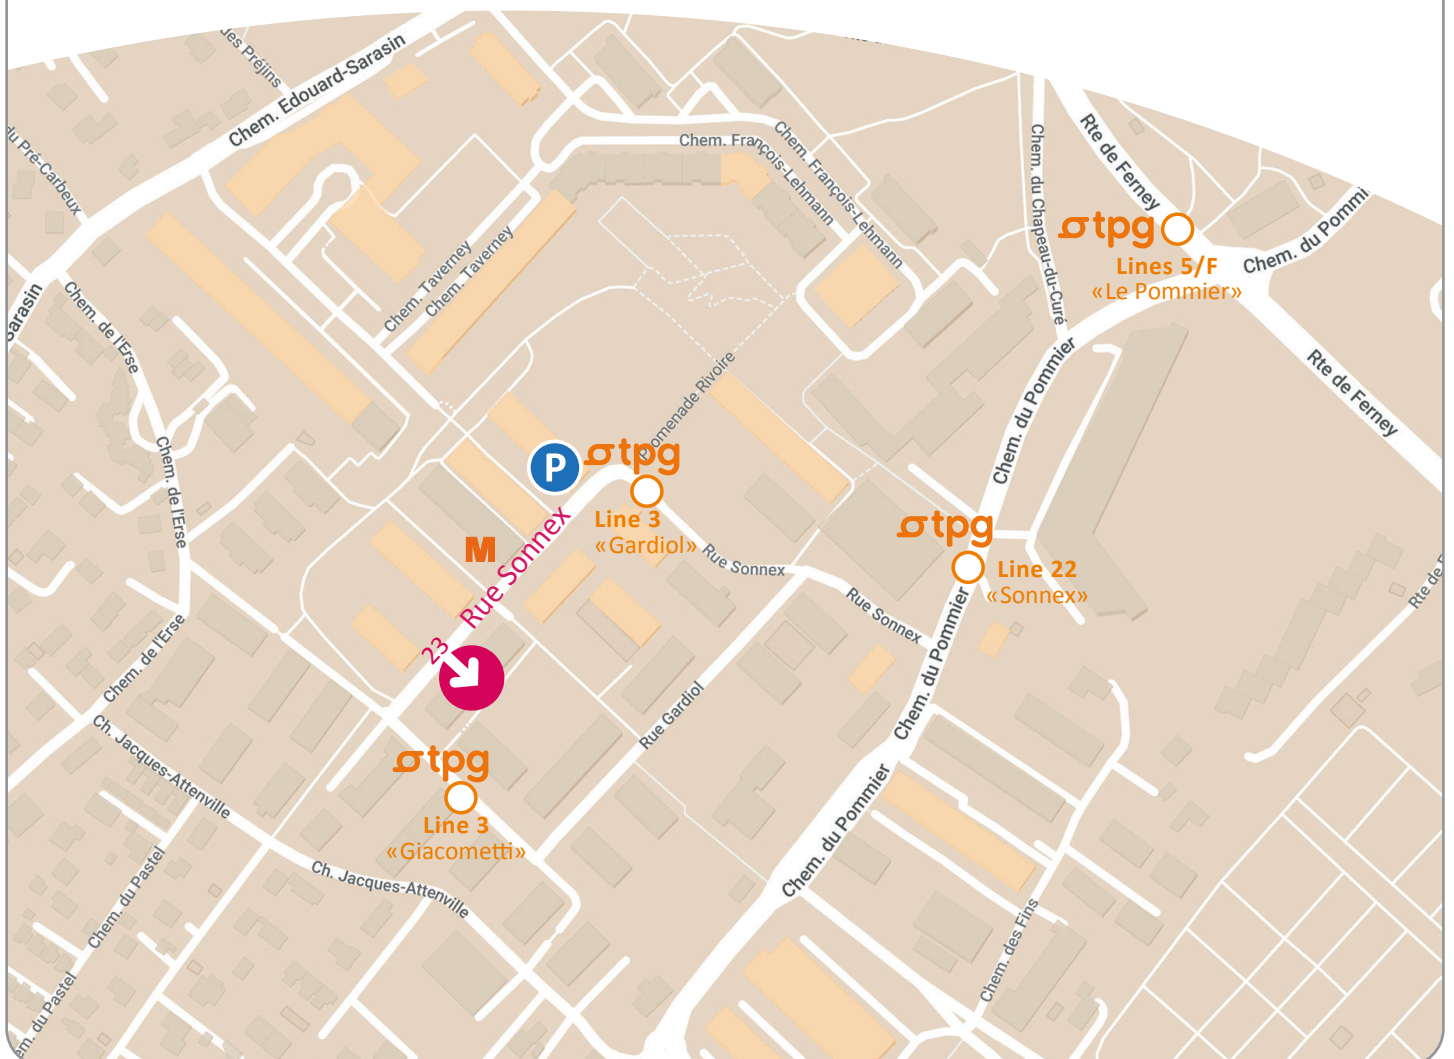 des Préjins
Chem. Edouard-Sarasin
du Pré-Carbeux
Chem. François-Lehmann
Chem. François-Lehmann
Chem. du Chapeau-du-Curé
Rte de Ferney
Chem. du Pommi
tpg
Lines 5/F
«Le Pommier»
Sarasin
Chem. de l'Erse
Chem. Taverney
Chem. Taverney
Promenade Rivoire
Chem. du Pommier
Rte de Ferney
Chem. de l'Erse
P
tpg
Line 3
«Gardiol»
M
Rue Sonnex
23
Rue Sonnex
tpg
Line 22
«Sonnex»
Rue Sonnex
Rte de
Chem. de l'Erse
Chem. du Pommier
Rue Gardiol
Ch. Jacques-Attenville
tpg
Line 3
«Giacometti»
Chem. du Pommier
Ch. Jacques-Attenville
Chem. du Pastel
Chem. des Fins
em. du Pastel